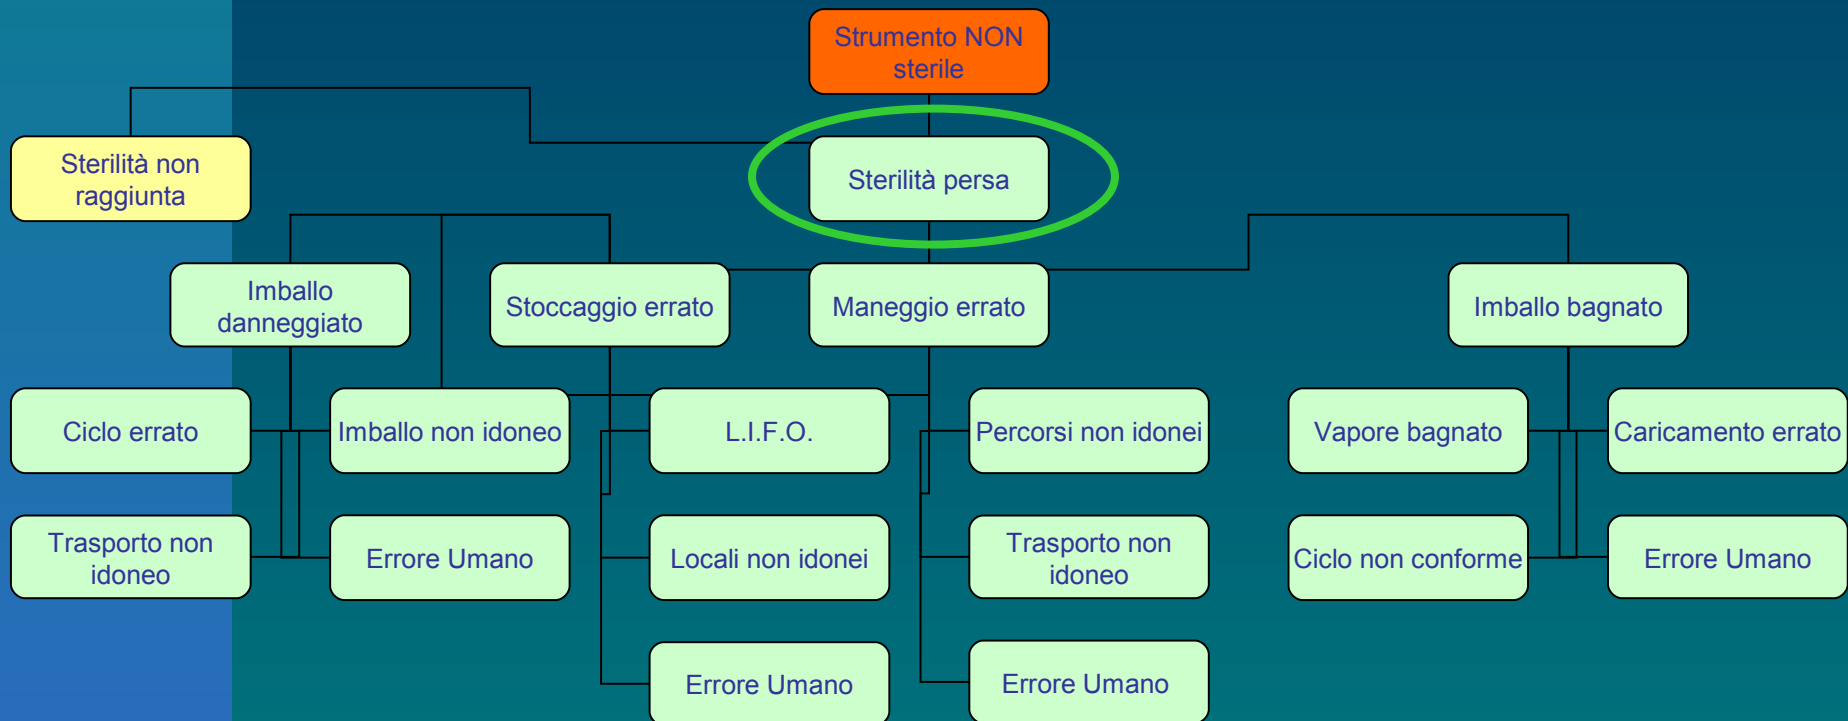 Strumento NON
sterile
Sterilità non
raggiunta
Sterilità persa
Imballo
danneggiato
Stoccaggio errato
Maneggio errato
Imballo bagnato
Ciclo errato
Imballo non idoneo
L.I.F.O.
Percorsi non idonei
Vapore bagnato
Caricamento errato
Trasporto non
idoneo
Errore Umano
Locali non idonei
Trasporto non
idoneo
Ciclo non conforme
Errore Umano
Errore Umano
Errore Umano